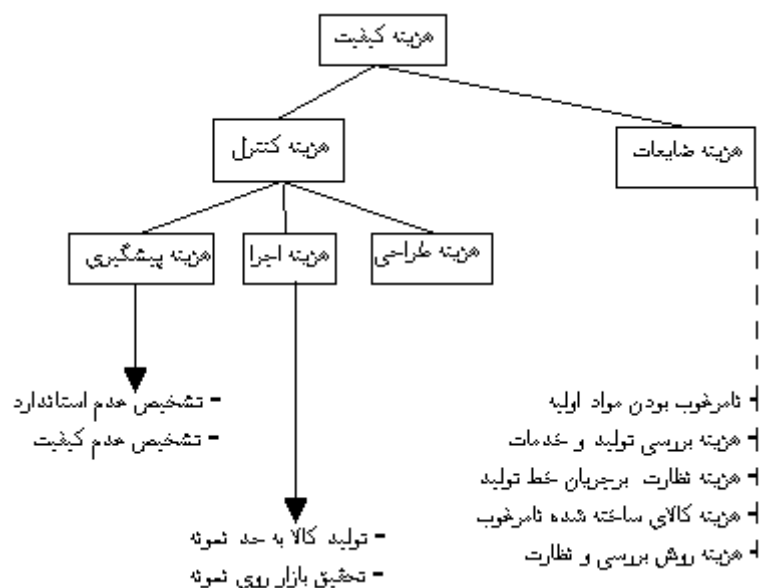 هزینه کیفیت
هزینه ضایعات
هزینه کنترل
هزینه طراحی
هزینه اجرا
هزینه پیشگیری
- نامرغوب بودن مواد اولیه
- هزینه بررسی تولید و خدمات
- هزینه نظارت برجریان خط تولید
- هزینه کالای ساخته شده نامرغوب
- هزینه روش بررسی و نظارت
- تشخیص عدم استاندارد
- تشخیص عدم کیفیت
- تولید کالا به حد نمونه
- تحقیق بازار روی نمونه